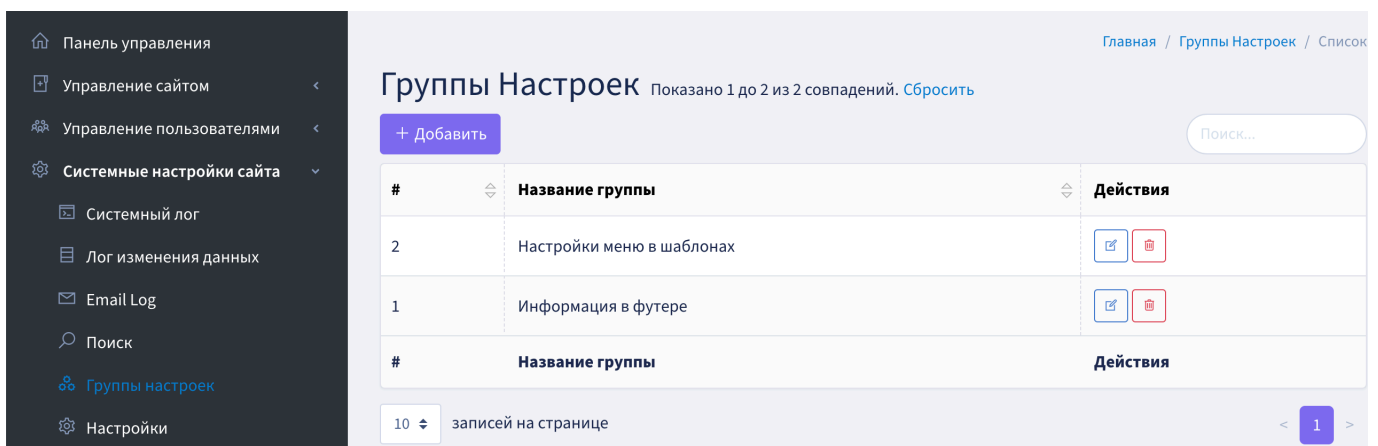 Панель управления
Управление сайтом
Управление пользователями
Системные настройки сайта
Системный лог
Лог изменения данных
Email Log
Поиск
Группы настроек
Настройки
Главная / Группы Настроек / Список
Группы Настроек Показано 1 до 2 из 2 совпадений. Сбросить
+ Добавить
Поиск...
# Название группы Действия
2 Настройки меню в шаблонах
1 Информация в футере
# Название группы Действия
10 записей на странице
< 1 >